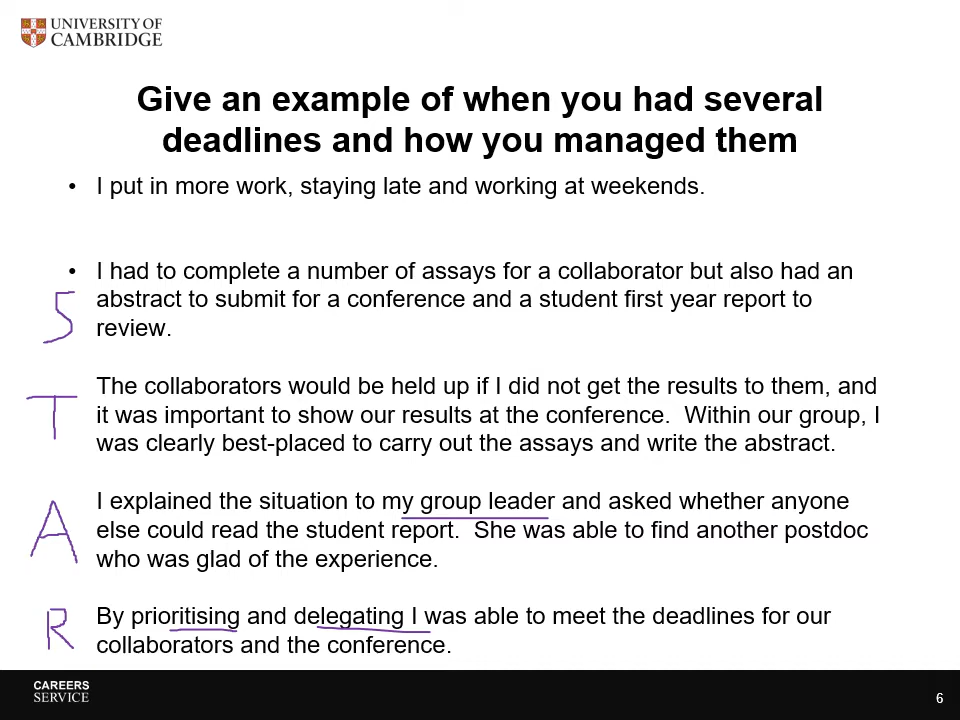 UNIVERSITY OF
CAMBRIDGE
Give an example of when you had several
deadlines and how you managed them
• I put in more work, staying late and working at weekends.
• I had to complete a number of assays for a collaborator but also had an
abstract to submit for a conference and a student first year report to
review.
S
The collaborators would be held up if I did not get the results to them, and
it was important to show our results at the conference.  Within our group, I
was clearly best-placed to carry out the assays and write the abstract.
T
I explained the situation to my group leader and asked whether anyone
else could read the student report.  She was able to find another postdoc
who was glad of the experience.
A
By prioritising and delegating I was able to meet the deadlines for our
collaborators and the conference.
R
CAREERS
SERVICE
6